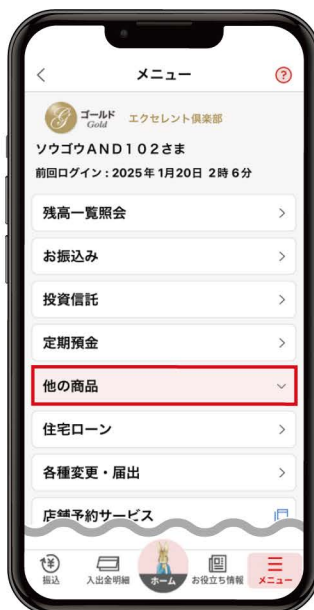 メニュー
?
ゴールド
Gold
エクセレント倶楽部
ソウゴウAND102さま
前回ログイン：2025年1月20日 2時6分
残高一覧照会
お振込み
投資信託
定期預金
他の商品
住宅ローン
各種変更・届出
店舗予約サービス
振込
入出金明細
ホーム
お役立ち情報
メニュー